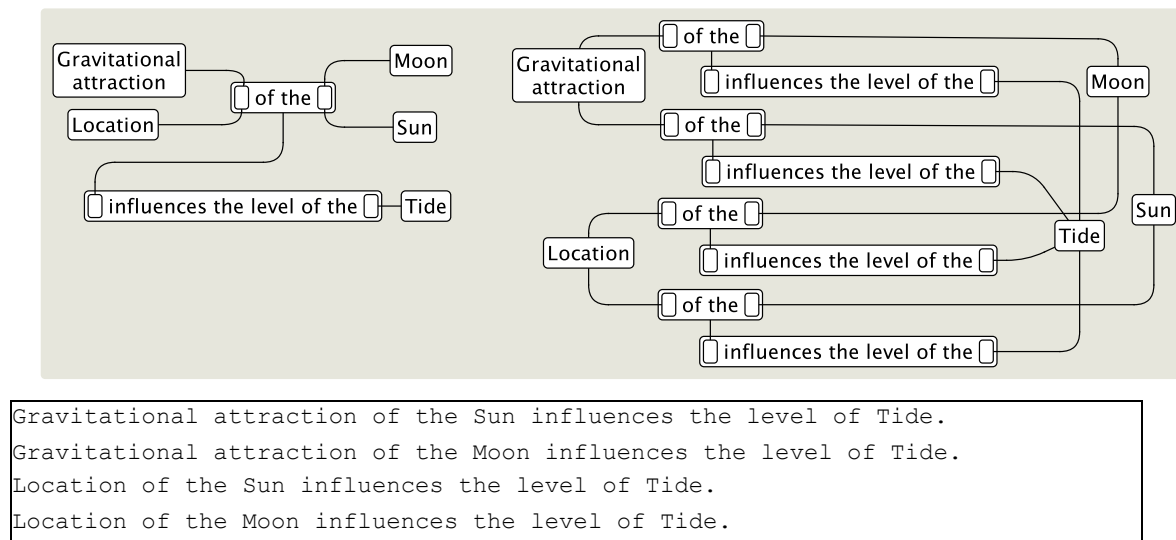 Gravitational
attraction
Location
of the
Moon
Sun
influences the level of the
Tide
Gravitational
attraction
of the
influences the level of the
Moon
of the
influences the level of the
of the
Sun
Location
influences the level of the
Tide
of the
influences the level of the
Gravitational attraction of the Sun influences the level of Tide.
Gravitational attraction of the Moon influences the level of Tide.
Location of the Sun influences the level of Tide.
Location of the Moon influences the level of Tide.